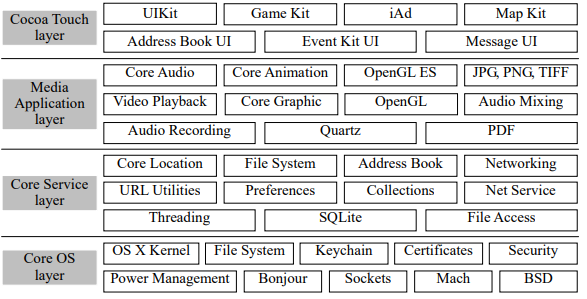 Cocoa Touch
layer
UIKit
Game Kit
iAd
Map Kit
Address Book UI
Event Kit UI
Message UI
Media
Application
layer
Core Audio
Core Animation
OpenGL ES
JPG, PNG, TIFF
Video Playback
Core Graphic
OpenGL
Audio Mixing
Audio Recording
Quartz
PDF
Core Service
layer
Core Location
File System
Address Book
Networking
URL Utilities
Preferences
Collections
Net Service
Threading
SQLite
File Access
Core OS
layer
OS X Kernel
File System
Keychain
Certificates
Security
Power Management
Bonjour
Sockets
Mach
BSD